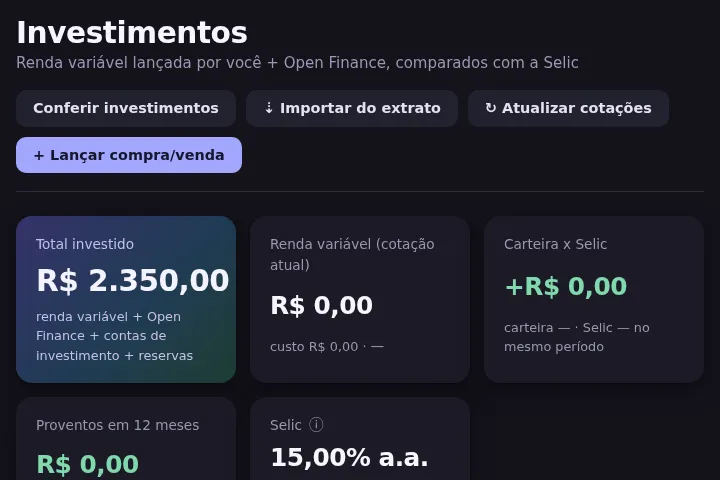 Investimentos
Renda variável lançada por você + Open Finance, comparados com a Selic
Conferir investimentos
⇣ Importar do extrato
↻ Atualizar cotações
+ Lançar compra/venda
Total investido
R$ 2.350,00
renda variável + Open
Finance + contas de
investimento + reservas
Renda variável (cotação
atual)
R$ 0,00
custo R$ 0,00 · —
Carteira x Selic
+R$ 0,00
carteira — · Selic — no
mesmo período
Proventos em 12 meses
R$ 0,00
Selic ⓘ
15,00% a.a.